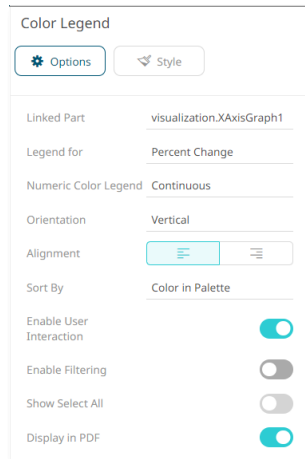 Color Legend
Options Style
Linked Part visualization.XAxisGraph1
Legend for Percent Change
Numeric Color Legend Continuous
Orientation Vertical
Alignment
Sort By Color in Palette
Enable User
Interaction
Enable Filtering
Show Select All
Display in PDF